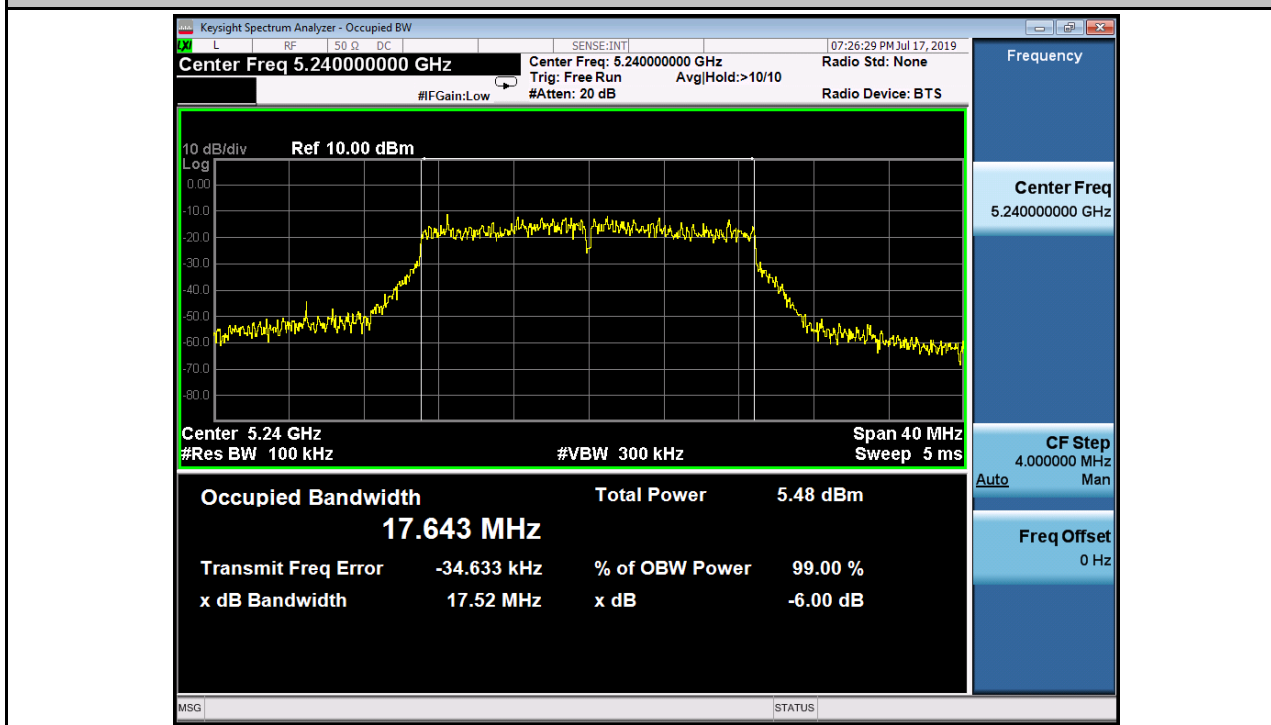 Keysight Spectrum Analyzer - Occupied BW
LXI L RF 50 Ω DC SENSE:INT 07:26:29 PM Jul 17, 2019
Center Freq 5.240000000 GHz
Center Freq: 5.240000000 GHz
Radio Std: None
Trig: Free Run Avg|Hold:>10/10
#IFGain:Low
#Atten: 20 dB
Radio Device: BTS
10 dB/div Ref 10.00 dBm
Log
0.00
-10.0
-20.0
-30.0
-40.0
-50.0
-60.0
-70.0
-80.0
Center 5.24 GHz Span 40 MHz
#Res BW 100 kHz #VBW 300 kHz Sweep 5 ms
Occupied Bandwidth Total Power 5.48 dBm
17.643 MHz
Transmit Freq Error -34.633 kHz % of OBW Power 99.00 %
x dB Bandwidth 17.52 MHz x dB -6.00 dB
MSG STATUS
Frequency
Center Freq
5.240000000 GHz
CF Step
4.000000 MHz
Auto Man
Freq Offset
0 Hz